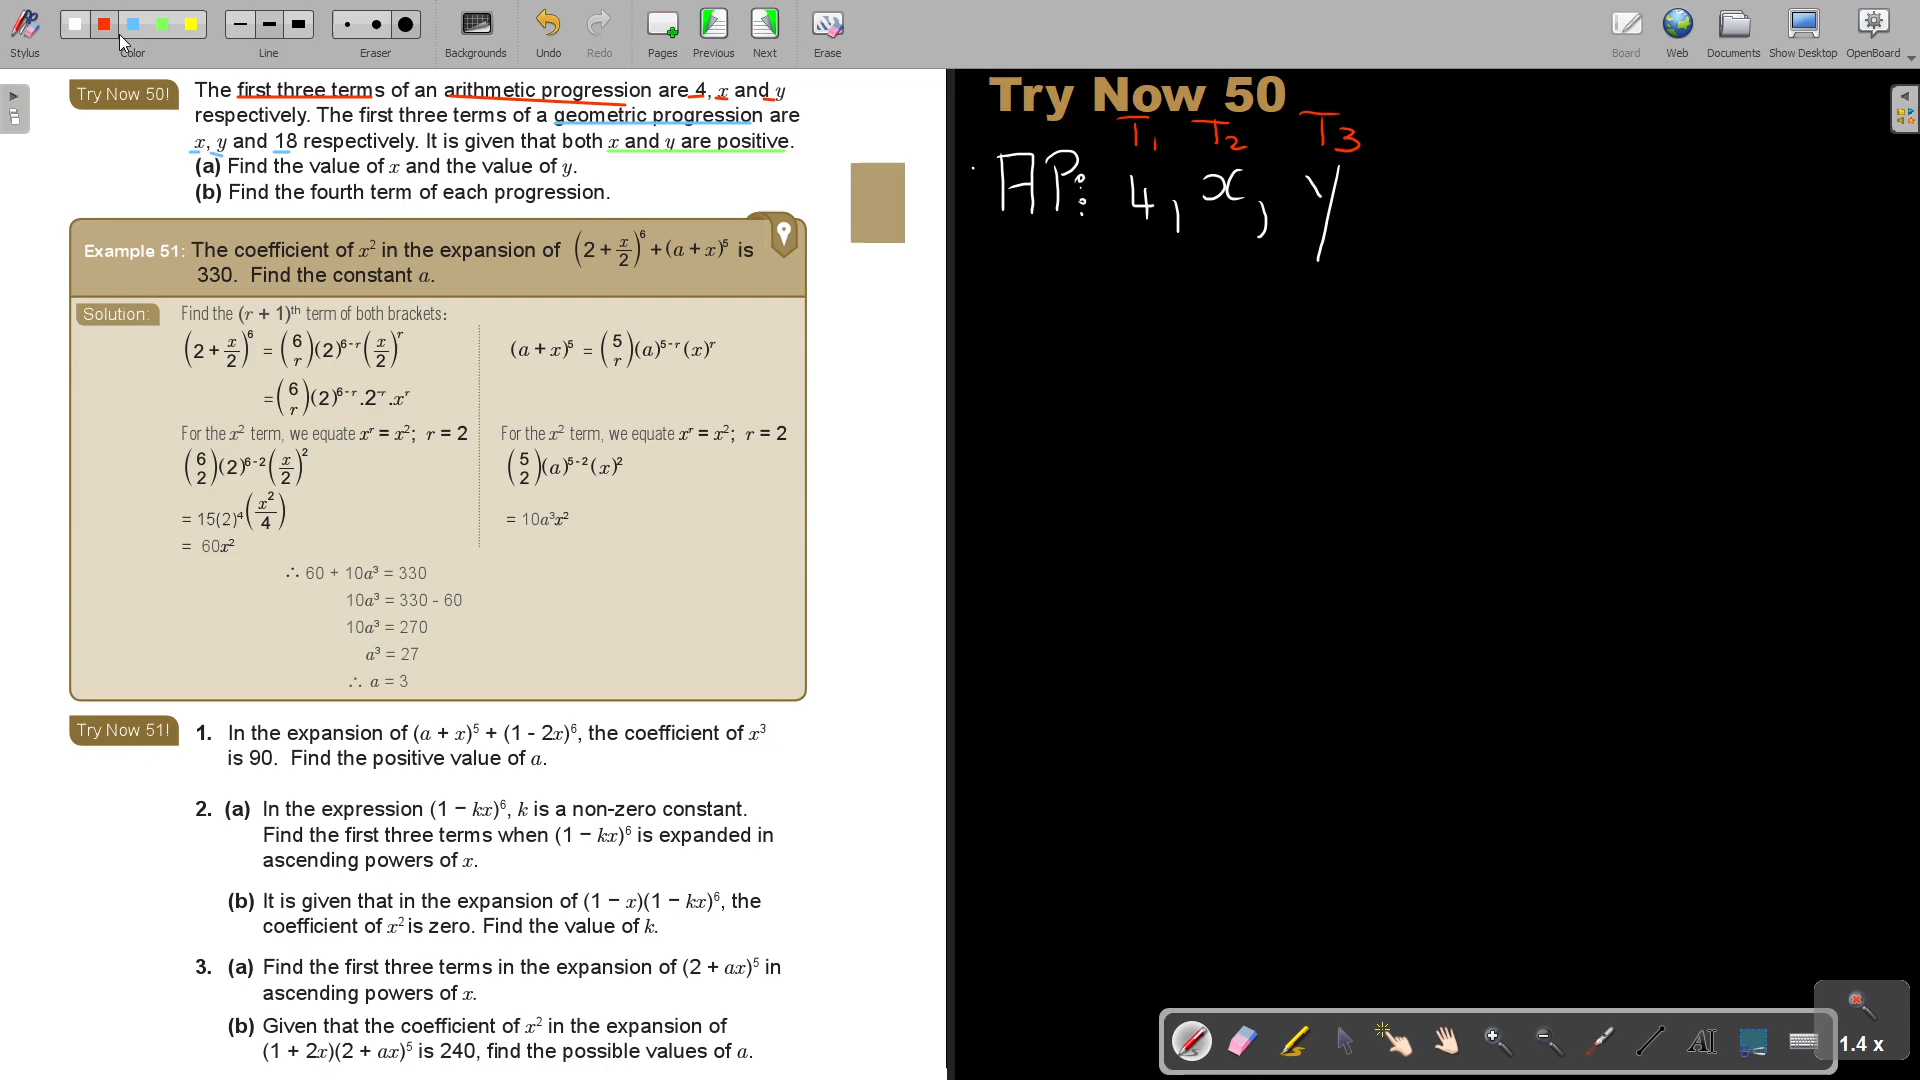 Stylus Color Line Eraser Backgrounds Undo Redo Pages Previous Next Erase Board Web Documents Show Desktop OpenBoard
Try Now 50! The first three terms of an arithmetic progression are 4, x and y
respectively. The first three terms of a geometric progression are
x, y and 18 respectively. It is given that both x and y are positive.
(a) Find the value of x and the value of y.
(b) Find the fourth term of each progression.
Example 51: The coefficient of x² in the expansion of (2 + x/2)⁶ + (a + x)⁵ is
330. Find the constant a.
Solution: Find the (r + 1)ᵗʰ term of both brackets:
(2 + x/2)⁶ = (6 r)(2)⁶⁻ʳ(x/2)ʳ
= (6 r)(2)⁶⁻ʳ.2⁻ʳ.xʳ
For the x² term, we equate xʳ = x²; r = 2
(6 2)(2)⁶⁻²(x/2)²
= 15(2)⁴(x²/4)
= 60x²
(a + x)⁵ = (5 r)(a)⁵⁻ʳ(x)ʳ
For the x² term, we equate xʳ = x²; r = 2
(5 2)(a)⁵⁻²(x)²
= 10a³x²
∴ 60 + 10a³ = 330
10a³ = 330 - 60
10a³ = 270
a³ = 27
∴ a = 3
Try Now 51! 1. In the expansion of (a + x)⁵ + (1 - 2x)⁶, the coefficient of x³
is 90. Find the positive value of a.
2. (a) In the expression (1 − kx)⁶, k is a non-zero constant.
Find the first three terms when (1 − kx)⁶ is expanded in
ascending powers of x.
(b) It is given that in the expansion of (1 − x)(1 − kx)⁶, the
coefficient of x² is zero. Find the value of k.
3. (a) Find the first three terms in the expansion of (2 + ax)⁵ in
ascending powers of x.
(b) Given that the coefficient of x² in the expansion of
(1 + 2x)(2 + ax)⁵ is 240, find the possible values of a.
Try Now 50
T₁ T₂ T₃
AP: 4, x, y
1.4 x